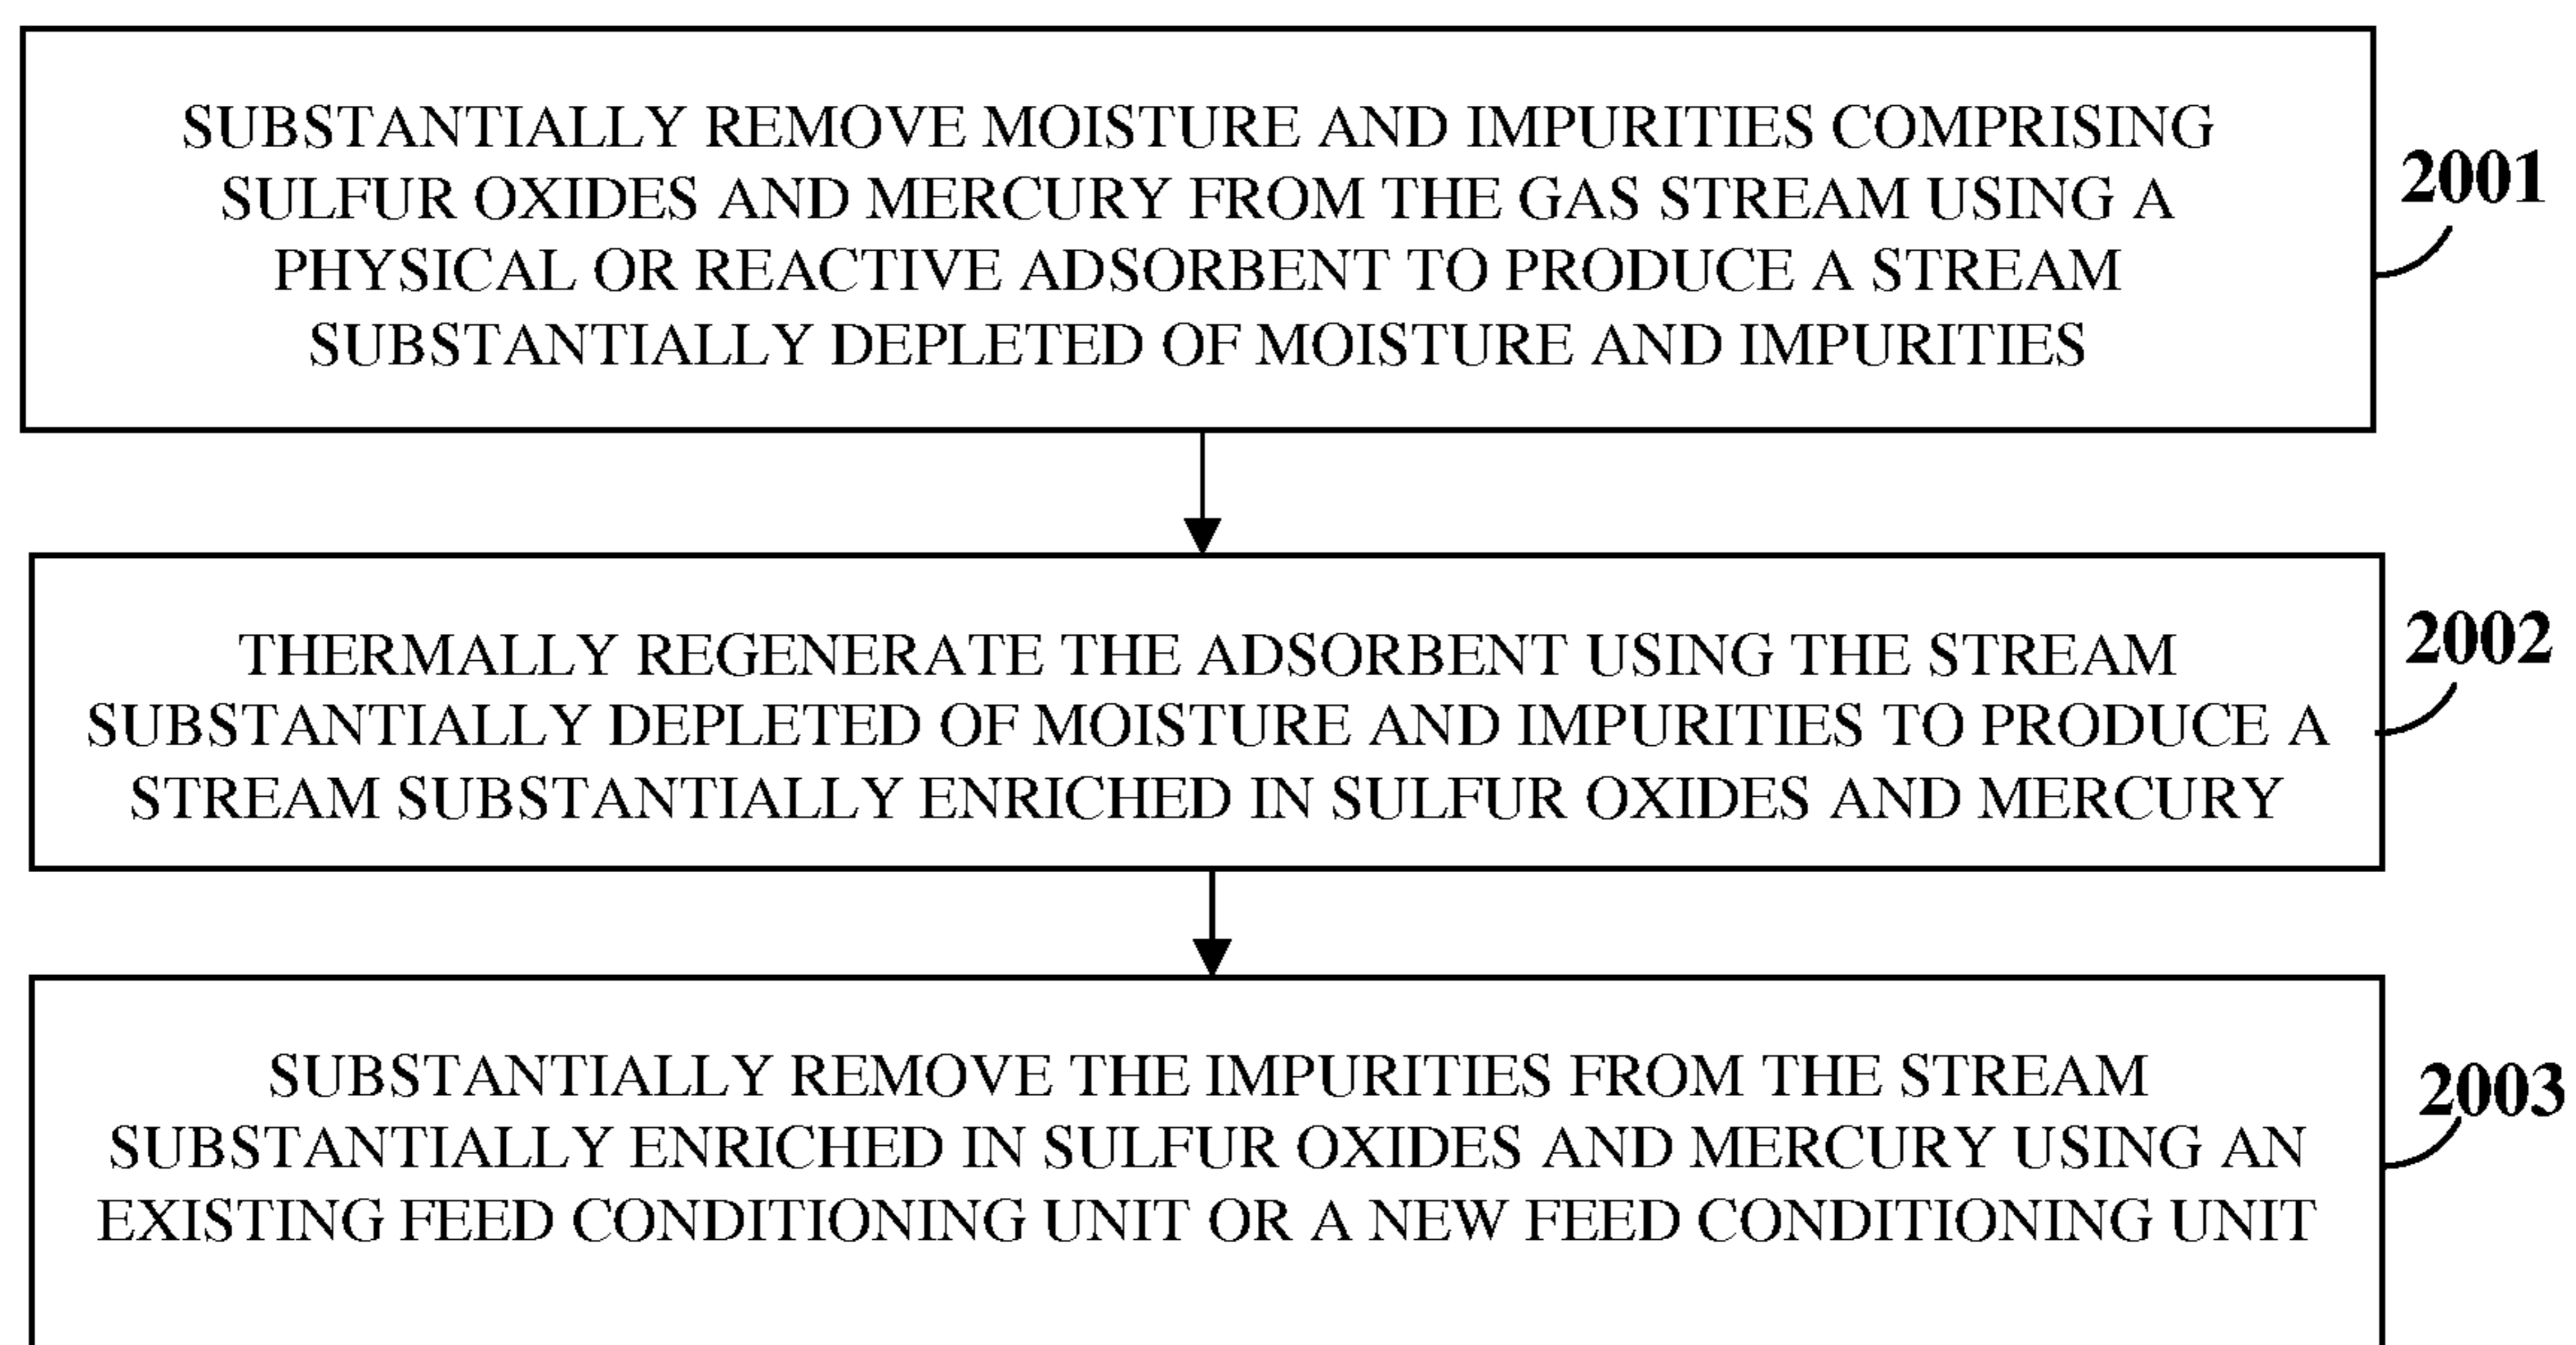 SUBSTANTIALLY REMOVE MOISTURE AND IMPURITIES COMPRISING
SULFUR OXIDES AND MERCURY FROM THE GAS STREAM USING A
PHYSICAL OR REACTIVE ADSORBENT TO PRODUCE A STREAM
SUBSTANTIALLY DEPLETED OF MOISTURE AND IMPURITIES
2001
THERMALLY REGENERATE THE ADSORBENT USING THE STREAM
SUBSTANTIALLY DEPLETED OF MOISTURE AND IMPURITIES TO PRODUCE A
STREAM SUBSTANTIALLY ENRICHED IN SULFUR OXIDES AND MERCURY
2002
SUBSTANTIALLY REMOVE THE IMPURITIES FROM THE STREAM
SUBSTANTIALLY ENRICHED IN SULFUR OXIDES AND MERCURY USING AN
EXISTING FEED CONDITIONING UNIT OR A NEW FEED CONDITIONING UNIT
2003